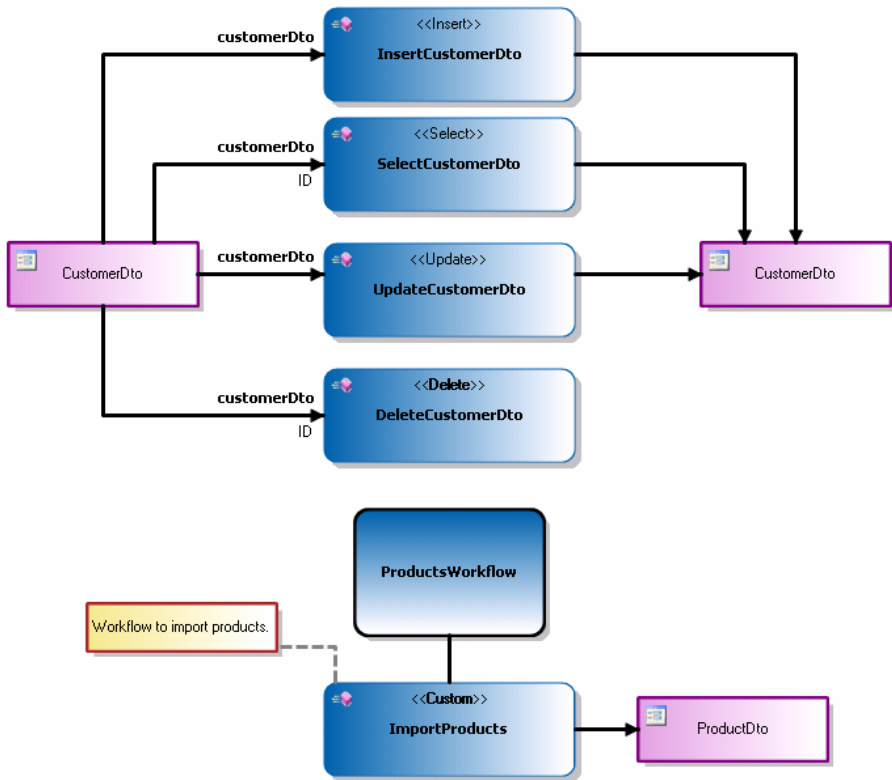 <<Insert>>
customerDto
InsertCustomerDto
<<Select>>
customerDto
SelectCustomerDto
ID
CustomerDto
<<Update>>
customerDto
UpdateCustomerDto
CustomerDto
<<Delete>>
customerDto
DeleteCustomerDto
ID
ProductsWorkflow
Workflow to import products.
<<Custom>>
ImportProducts
ProductDto